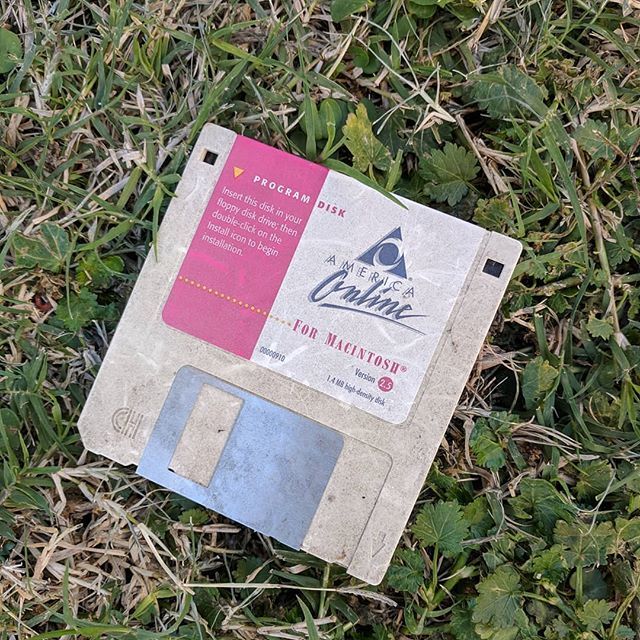 PROGRAM DISK
Insert this disk in your
floppy disk drive; then
double-click on the
Install icon to begin
installation.
AMERICA
Online
FOR MACINTOSH®
00000910
Version 2.5
1.4 MB high-density disk